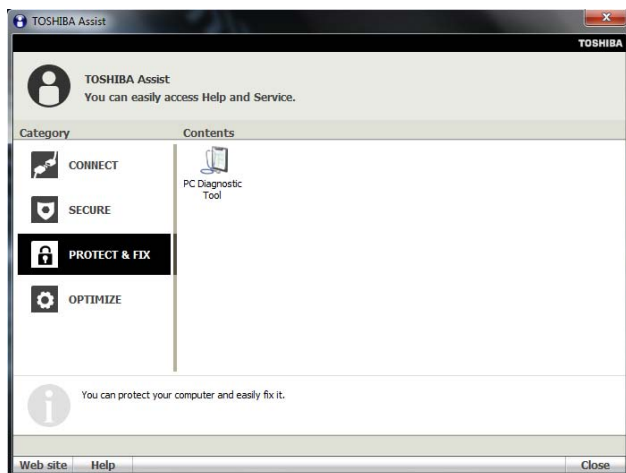 TOSHIBA Assist
TOSHIBA
TOSHIBA Assist
You can easily access Help and Service.
Category
Contents
CONNECT
SECURE
PROTECT & FIX
OPTIMIZE
PC Diagnostic
Tool
You can protect your computer and easily fix it.
Web site
Help
Close